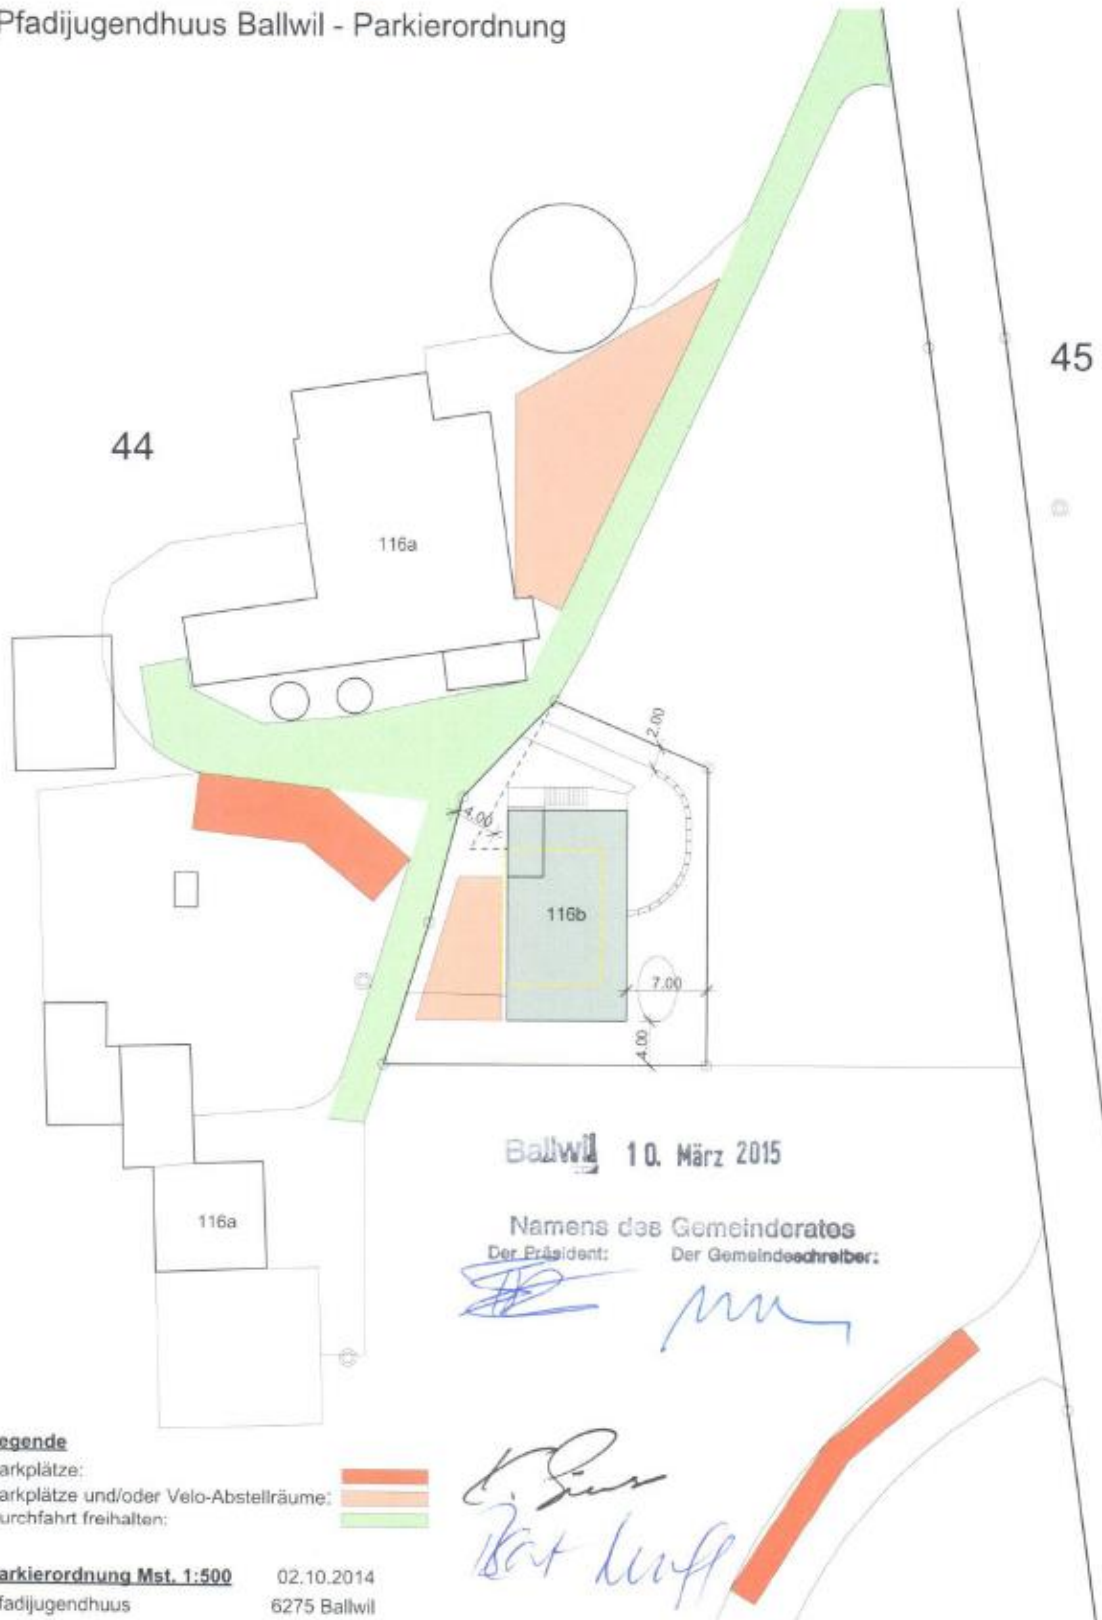 Pfadijugendhuus Ballwil - Parkierordnung
45
44
116a
2.00
4.00
116b
7.00
4.00
Ballwil 10. März 2015
Namens des Gemeinderates
Der Präsident: Der Gemeindeschreiber:
116a
egende
arkplätze:
arkplätze und/oder Velo-Abstellräume:
urchfahrt freihalten:
arkierordnung Mst. 1:500 02.10.2014
fadijugendhuus 6275 Ballwil